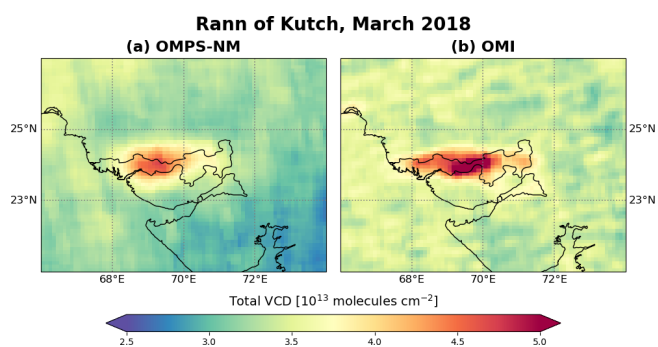 Rann of Kutch, March 2018
(a) OMPS-NM
(b) OMI
25°N
23°N
25°N
23°N
68°E 70°E 72°E
68°E 70°E 72°E
Total VCD [10¹³ molecules cm⁻²]
2.5 3.0 3.5 4.0 4.5 5.0